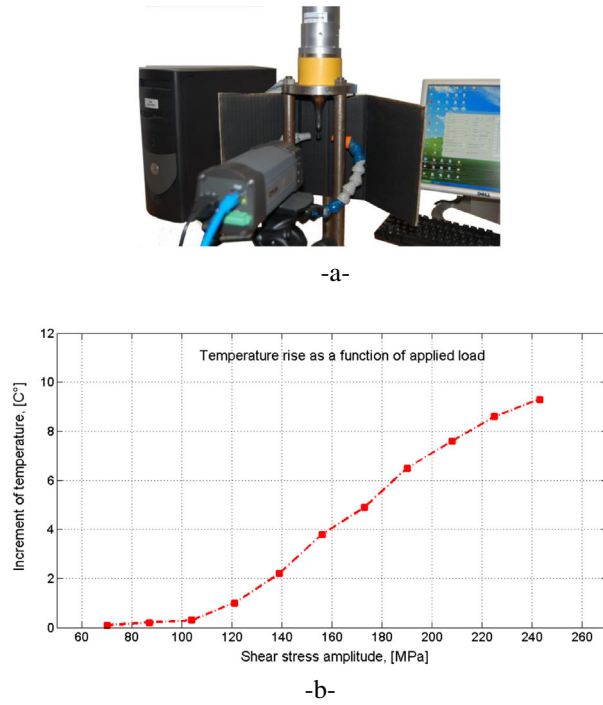 DELL
-a-
12
10
8
6
4
2
0
Temperature rise as a function of applied load
Increment of temperature, [C°]
60 80 100 120 140 160 180 200 220 240 260
Shear stress amplitude, [MPa]
-b-